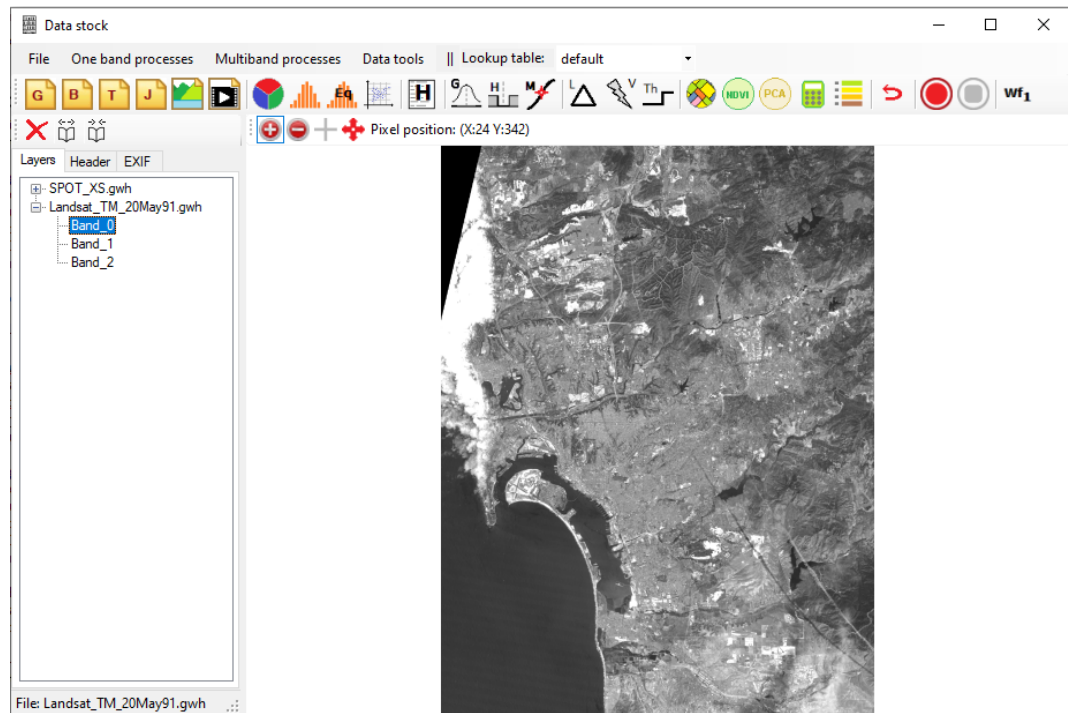 Data stock
File One band processes Multiband processes Data tools || Lookup table: default
G B T J Eq H G H M L V Th NDVI PCA Wf1
Pixel position: (X:24 Y:342)
Layers Header EXIF
SPOT_XS.gwh
Landsat_TM_20May91.gwh
Band_0
Band_1
Band_2
File: Landsat_TM_20May91.gwh